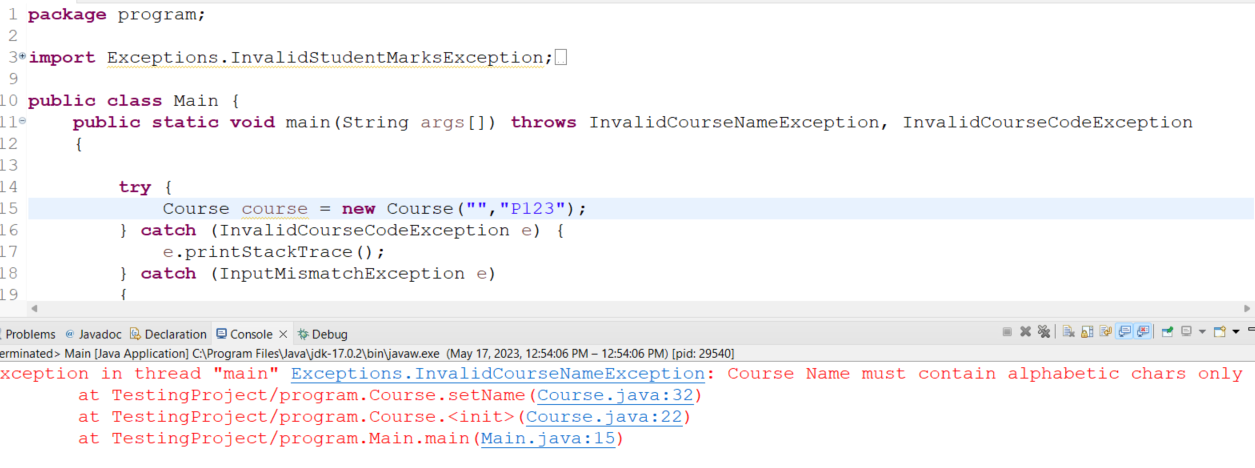 1 package program;
2
3 import Exceptions.InvalidStudentMarksException;
9
10 public class Main {
11 public static void main(String args[]) throws InvalidCourseNameException, InvalidCourseCodeException
12 {
13
14 try {
15 Course course = new Course("","P123");
16 } catch (InvalidCourseCodeException e) {
17 e.printStackTrace();
18 } catch (InputMismatchException e)
19 {
Problems @ Javadoc Declaration Console Debug
erminated> Main [Java Application] C:\Program Files\Java\jdk-17.0.2\bin\javaw.exe (May 17, 2023, 12:54:06 PM – 12:54:06 PM) [pid: 29540]
xception in thread "main" Exceptions.InvalidCourseNameException: Course Name must contain alphabetic chars only
at TestingProject/program.Course.setName(Course.java:32)
at TestingProject/program.Course.<init>(Course.java:22)
at TestingProject/program.Main.main(Main.java:15)